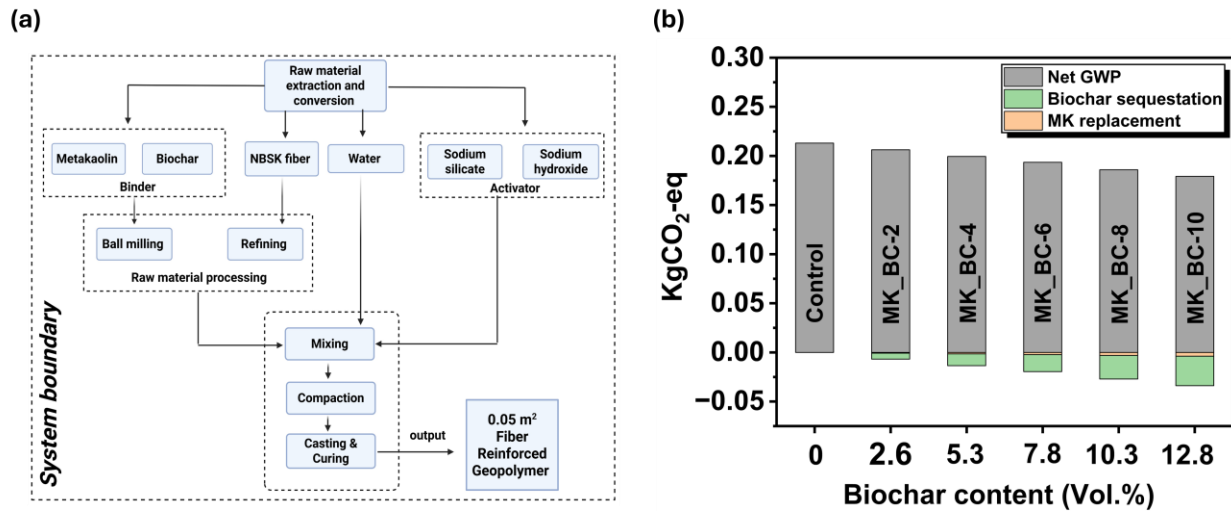 (a)
Raw material
extraction and
conversion
Metakaolin
Biochar
Binder
NBSK fiber
Water
Sodium
silicate
Sodium
hydroxide
Activator
Ball milling
Refining
Raw material processing
System boundary
Mixing
Compaction
Casting &
Curing
output
0.05 m²
Fiber
Reinforced
Geopolymer
(b)
KgCO₂-eq
0.30
0.25
0.20
0.15
0.10
0.05
0.00
−0.05
Net GWP
Biochar sequestation
MK replacement
Control
MK_BC-2
MK_BC-4
MK_BC-6
MK_BC-8
MK_BC-10
0 2.6 5.3 7.8 10.3 12.8
Biochar content (Vol.%)